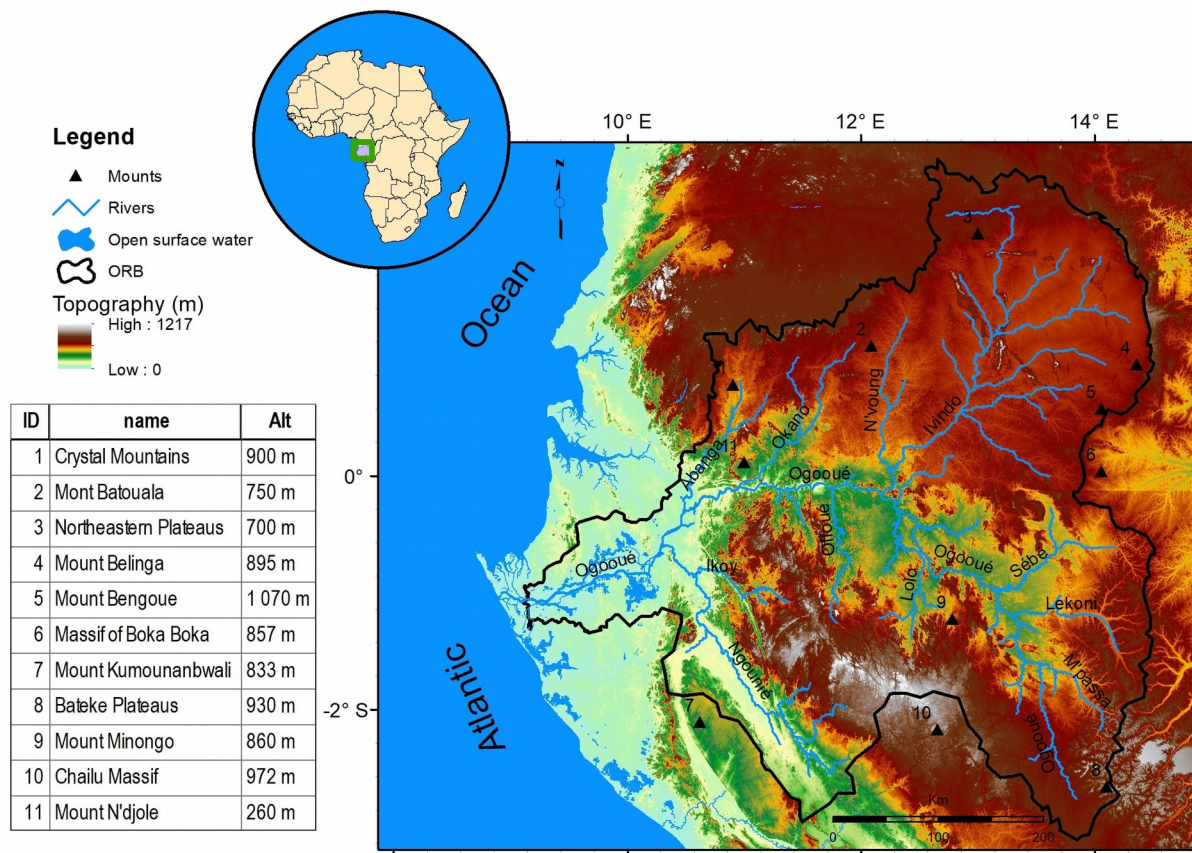 Legend
Mounts
Rivers
Open surface water
ORB
Topography (m)
High : 1217
Low : 0
ID name Alt
1 Crystal Mountains 900 m
2 Mont Batouala 750 m
3 Northeastern Plateaus 700 m
4 Mount Belinga 895 m
5 Mount Bengoue 1 070 m
6 Massif of Boka Boka 857 m
7 Mount Kumounanbwali 833 m
8 Bateke Plateaus 930 m
9 Mount Minongo 860 m
10 Chailu Massif 972 m
11 Mount N'djole 260 m
10° E 12° E 14° E
0°
-2° S
N
Ocean
Atlantic
3
2
4
1
5
N'voung
Ivindo
Okano
11
6
Abanga
Ogooué
Offoué
Ogooué
Ogooué
Sébé
Ikoy
Lolo
9
Lékoni
Ngounié
M'passa
7
10
Ogooué
8
Km
0 100 200